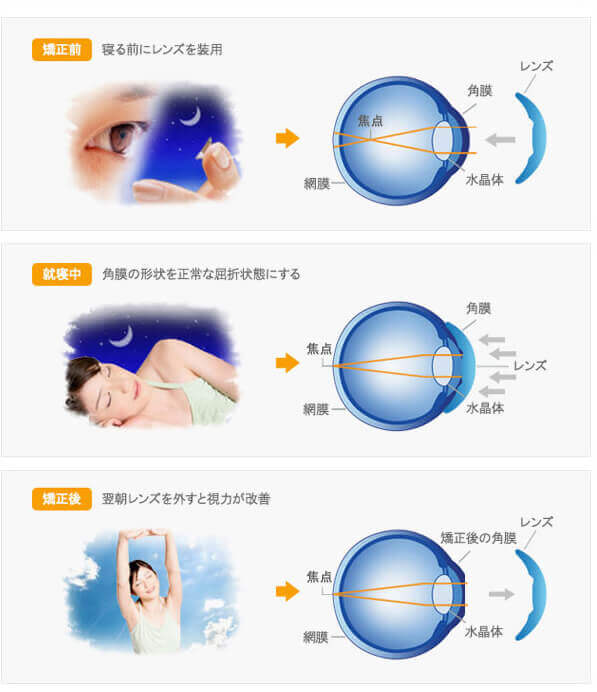 矯正前 寝る前にレンズを装用
レンズ
角膜
焦点
網膜
水晶体
就寝中 角膜の形状を正常な屈折状態にする
角膜
焦点
レンズ
網膜
水晶体
矯正後 翌朝レンズを外すと視力が改善
レンズ
矯正後の角膜
焦点
網膜
水晶体